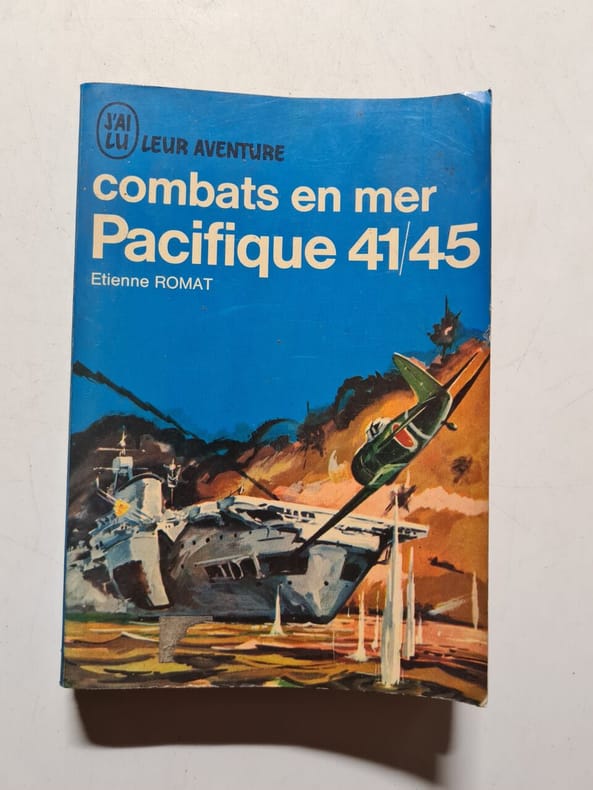 J'AI
LU
LEUR AVENTURE
combats en mer
Pacifique 41/45
Etienne ROMAT